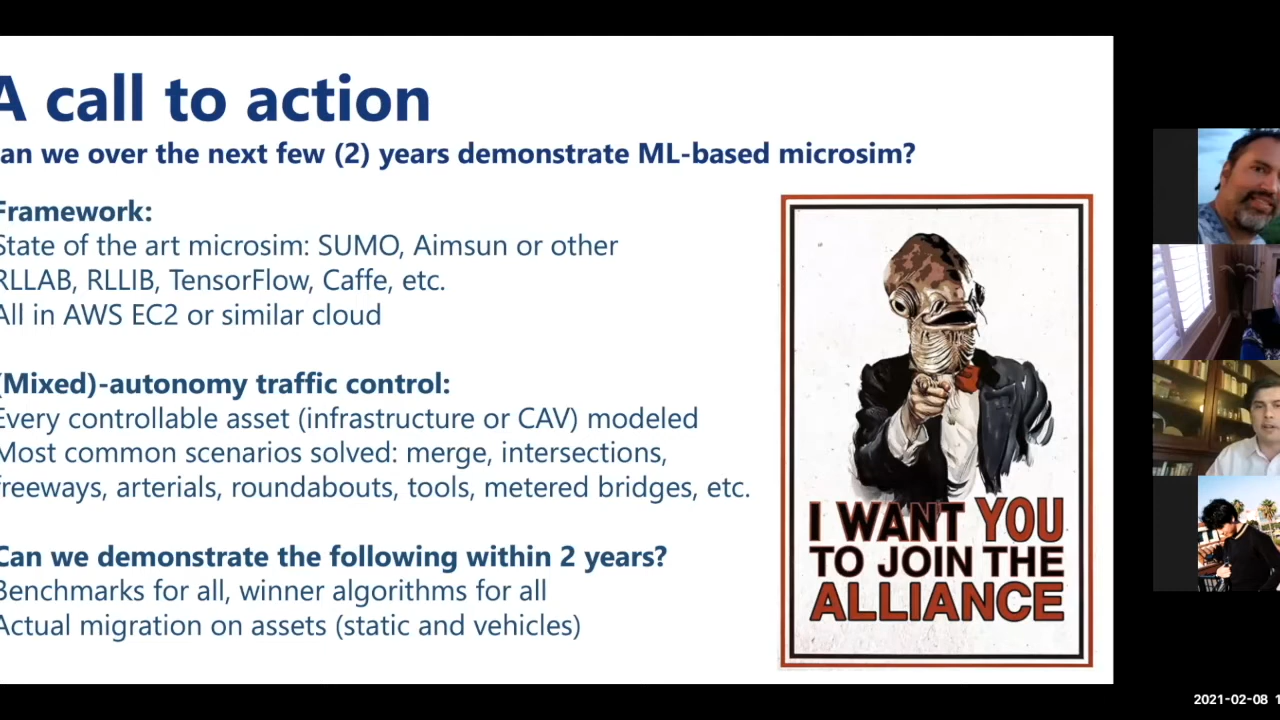 A call to action
an we over the next few (2) years demonstrate ML-based microsim?
Framework:
State of the art microsim: SUMO, Aimsun or other
RLLAB, RLLIB, TensorFlow, Caffe, etc.
All in AWS EC2 or similar cloud
(Mixed)-autonomy traffic control:
Every controllable asset (infrastructure or CAV) modeled
Most common scenarios solved: merge, intersections,
freeways, arterials, roundabouts, tools, metered bridges, etc.
Can we demonstrate the following within 2 years?
Benchmarks for all, winner algorithms for all
Actual migration on assets (static and vehicles)
I WANT YOU
TO JOIN THE
ALLIANCE
2021-02-08 1